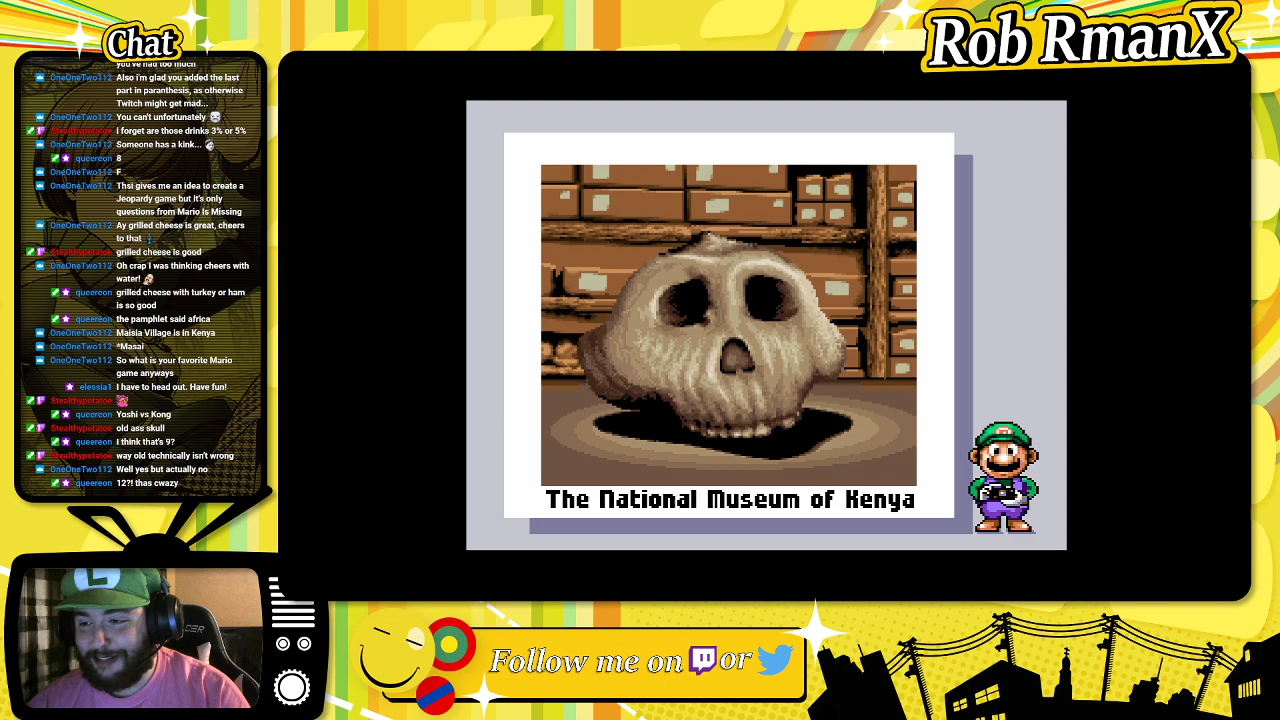 Chat
Rob RmanX
you've had too much
OneOneTwo112 Also I'm glad you added the last
part in paranthesis, as otherwise
Twitch might get mad...
OneOneTwo112 You can't unfortunately
Stealthypotatoe I forget are those drinks 3% or 5%
OneOneTwo112 Someone has a kink...
queereon 8
OneOneTwo112 F
OneOneTwo112 Thsi gives me an idea to create a
Jeopardy game but it's only
questions from Mario Is Missing
OneOneTwo112 Ay grilled cheese is great, cheers
to that
Stealthypotatoe grilled cheese is good
OneOneTwo112 Oh crap I was thinking cheers with
water!
queereon grilled cheese with turkey or ham
is so good
queereon the pamphlet said africa
OneOneTwo112 Maisla Village is in Kenya
OneOneTwo112 *Masai
OneOneTwo112 So what is your favorite Mario
game anyways
elessia1 I have to head out. Have fun!
Stealthypotatoe
queereon Yoshi vs Kong
Stealthypotatoe old ass skull
queereon I think that's 9?
Stealthypotatoe way old technically isn't wrong
OneOneTwo112 Well yes but actually no
queereon 12?! thas cwazy
The National Museum of Kenya
L
Follow me on or